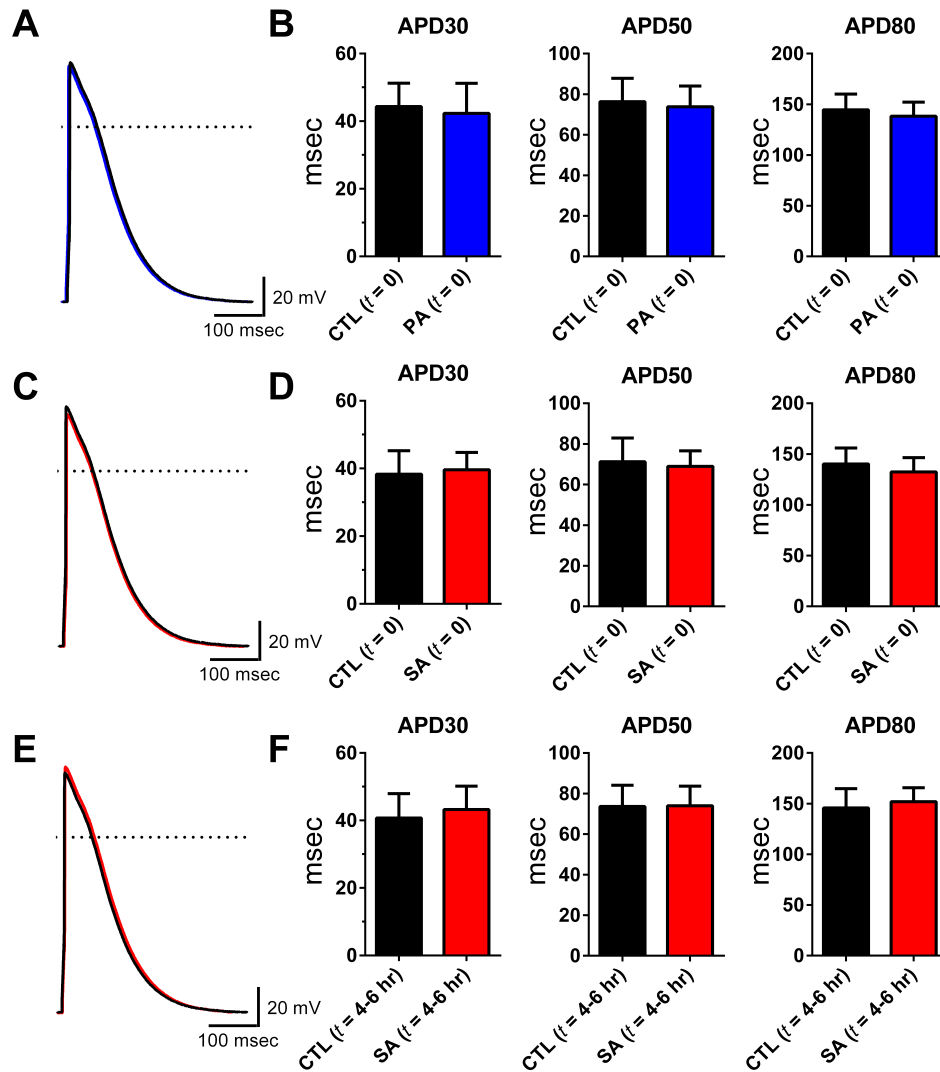 A
20 mV
100 msec
B
APD30
msec
60
40
20
0
CTL (t = 0)
PA (t = 0)
APD50
msec
100
80
60
40
20
0
CTL (t = 0)
PA (t = 0)
APD80
msec
200
150
100
50
0
CTL (t = 0)
PA (t = 0)
C
20 mV
100 msec
D
APD30
msec
60
40
20
0
CTL (t = 0)
SA (t = 0)
APD50
msec
100
80
60
40
20
0
CTL (t = 0)
SA (t = 0)
APD80
msec
200
150
100
50
0
CTL (t = 0)
SA (t = 0)
E
20 mV
100 msec
F
APD30
msec
60
40
20
0
CTL (t = 4-6 hr)
SA (t = 4-6 hr)
APD50
msec
100
80
60
40
20
0
CTL (t = 4-6 hr)
SA (t = 4-6 hr)
APD80
msec
200
150
100
50
0
CTL (t = 4-6 hr)
SA (t = 4-6 hr)